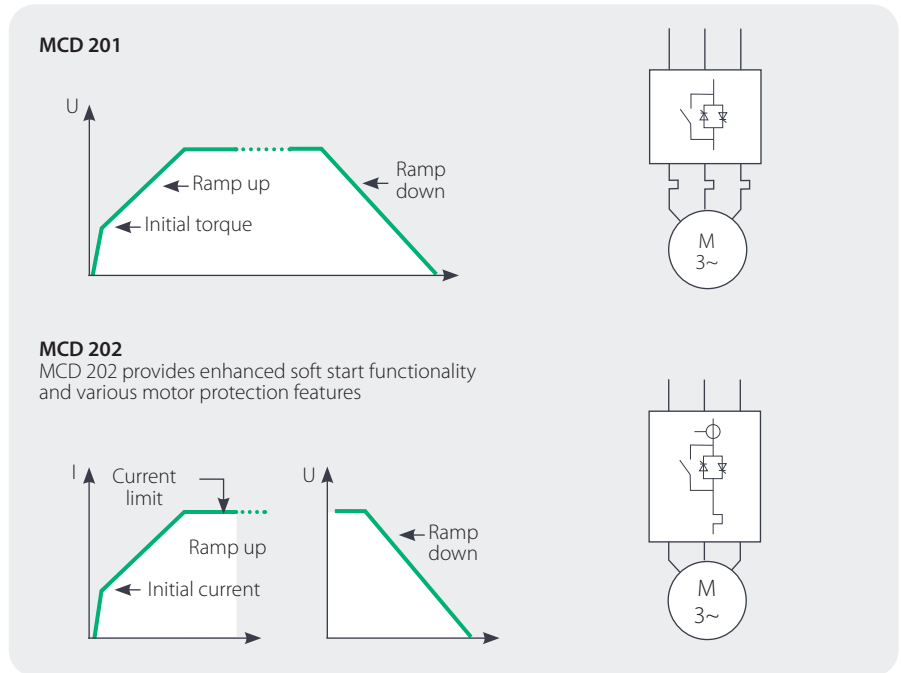 MCD 201
U
Ramp up
Ramp
down
Initial torque
M
3~
MCD 202
MCD 202 provides enhanced soft start functionality
and various motor protection features
I
Current
limit
Ramp up
Initial current
U
Ramp
down
M
3~